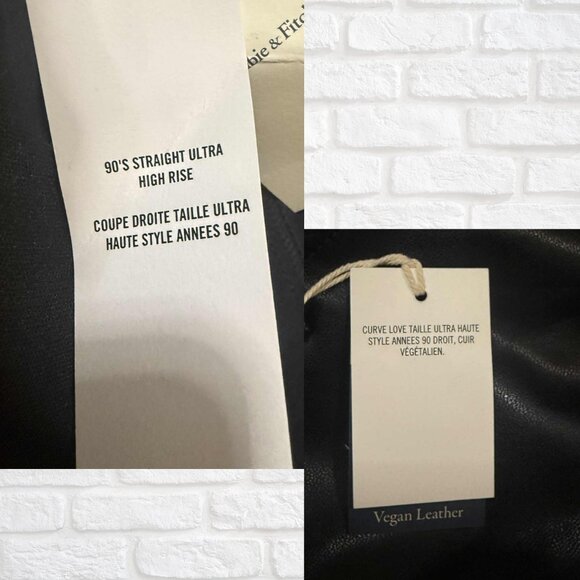 & Fitch
90'S STRAIGHT ULTRA
HIGH RISE
COUPE DROITE TAILLE ULTRA
HAUTE STYLE ANNEES 90
CURVE LOVE TAILLE ULTRA HAUTE
STYLE ANNEES 90 DROIT, CUIR
VÉGÉTALIEN.
Vegan Leather